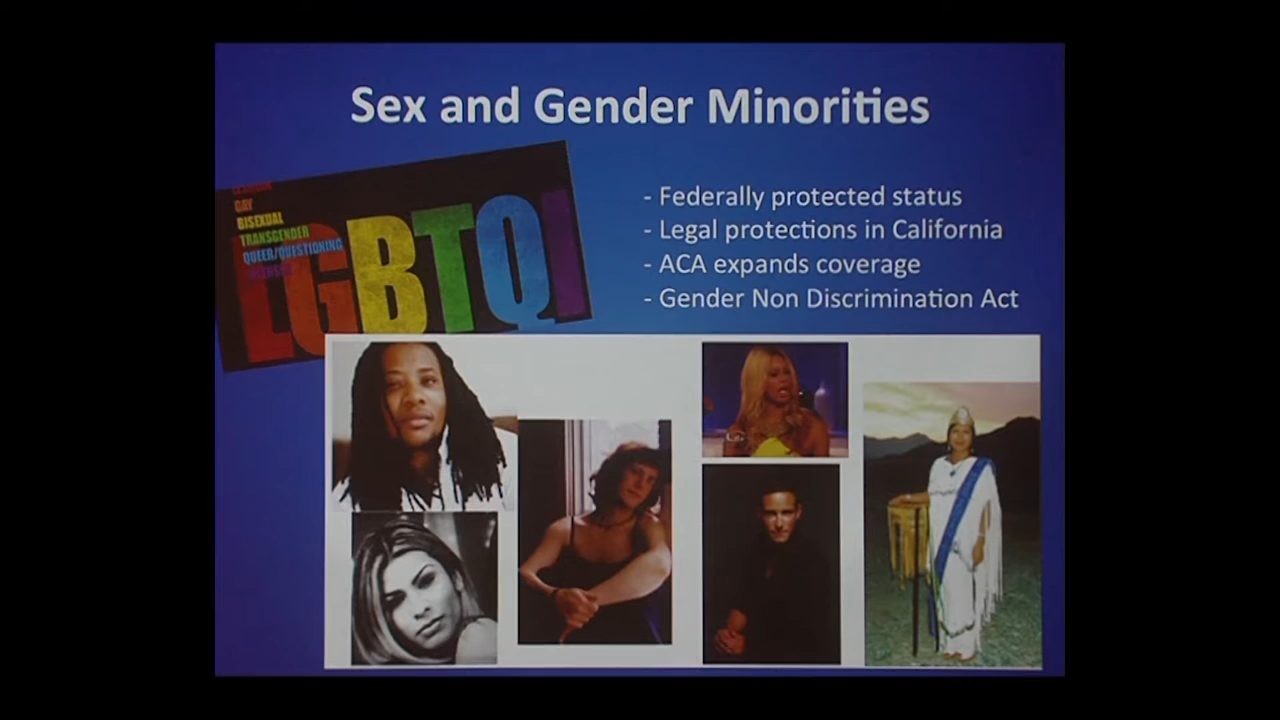 Sex and Gender Minorities
GAY
BISEXUAL
TRANSGENDER
QUEER/QUESTIONING
LGBTQI
- Federally protected status
- Legal protections in California
- ACA expands coverage
- Gender Non Discrimination Act